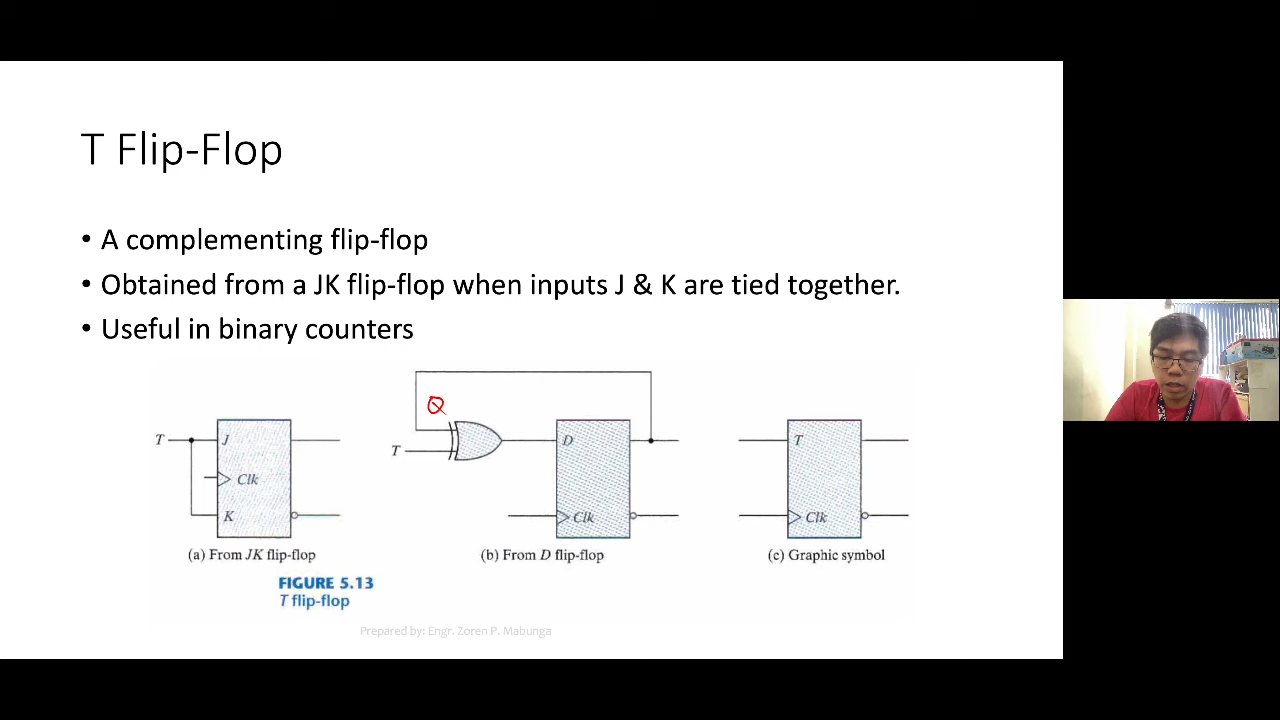 T Flip-Flop
• A complementing flip-flop
• Obtained from a JK flip-flop when inputs J & K are tied together.
• Useful in binary counters
Q
T J Clk K
T D Clk
T Clk
(a) From JK flip-flop
(b) From D flip-flop
(c) Graphic symbol
FIGURE 5.13
T flip-flop
Prepared by: Engr. Zoren P. Mabunga